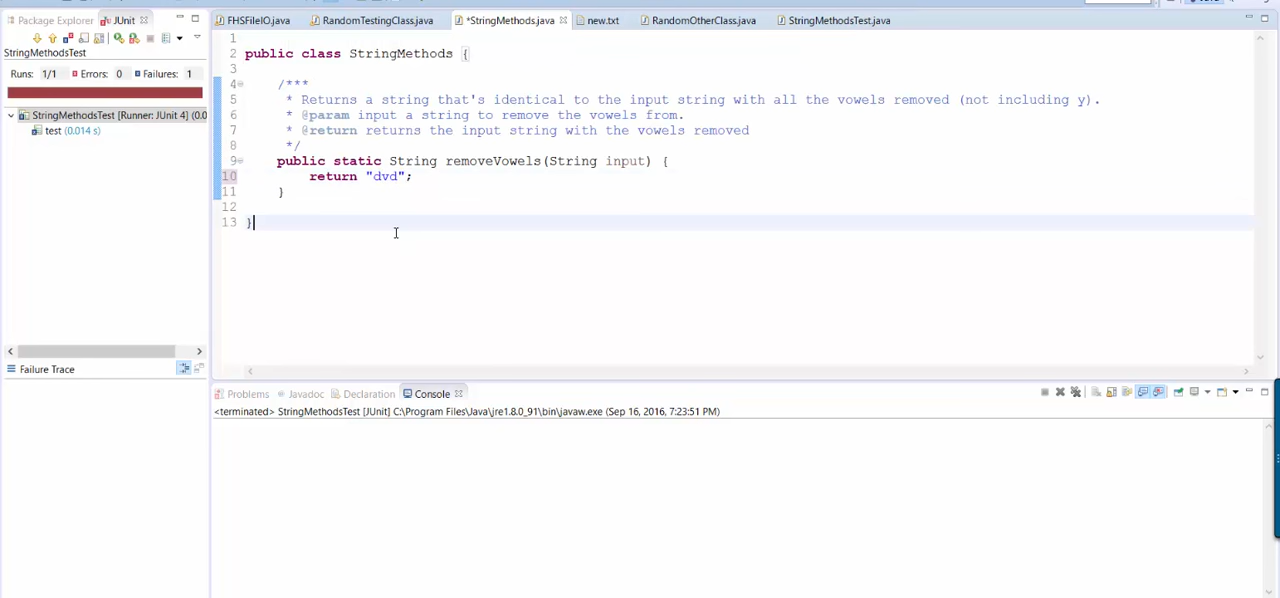 Package Explorer JUnit
FHSFileIO.java RandomTestingClass.java *StringMethods.java new.txt RandomOtherClass.java StringMethodsTest.java
StringMethodsTest
Runs: 1/1 Errors: 0 Failures: 1
StringMethodsTest [Runner: JUnit 4] (0.0
test (0.014 s)
Failure Trace
1
2 public class StringMethods {
3
4 /***
5 * Returns a string that's identical to the input string with all the vowels removed (not including y).
6 * @param input a string to remove the vowels from.
7 * @return returns the input string with the vowels removed
8 */
9 public static String removeVowels(String input) {
10 return "dvd";
11 }
12
13 }
Problems Javadoc Declaration Console
<terminated> StringMethodsTest [JUnit] C:\Program Files\Java\jre1.8.0_91\bin\javaw.exe (Sep 16, 2016, 7:23:51 PM)